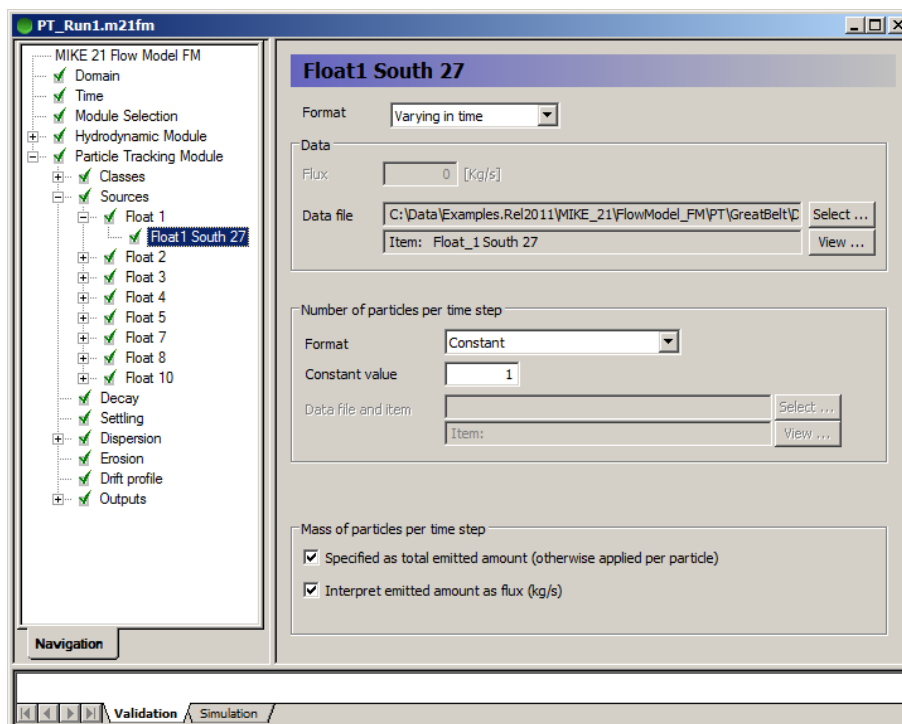 PT_Run1.m21fm
MIKE 21 Flow Model FM
Domain
Time
Module Selection
Hydrodynamic Module
Particle Tracking Module
Classes
Sources
Float 1
Float1 South 27
Float 2
Float 3
Float 4
Float 5
Float 7
Float 8
Float 10
Decay
Settling
Dispersion
Erosion
Drift profile
Outputs
Navigation
Float1 South 27
Format Varying in time
Data
Flux 0 [Kg/s]
Data file C:\Data\Examples.Rel2011\MIKE_21\FlowModel_FM\PT\GreatBelt\D Select ...
Item: Float_1 South 27 View ...
Number of particles per time step
Format Constant
Constant value 1
Data file and item Select ...
Item: View ...
Mass of particles per time step
Specified as total emitted amount (otherwise applied per particle)
Interpret emitted amount as flux (kg/s)
Validation Simulation